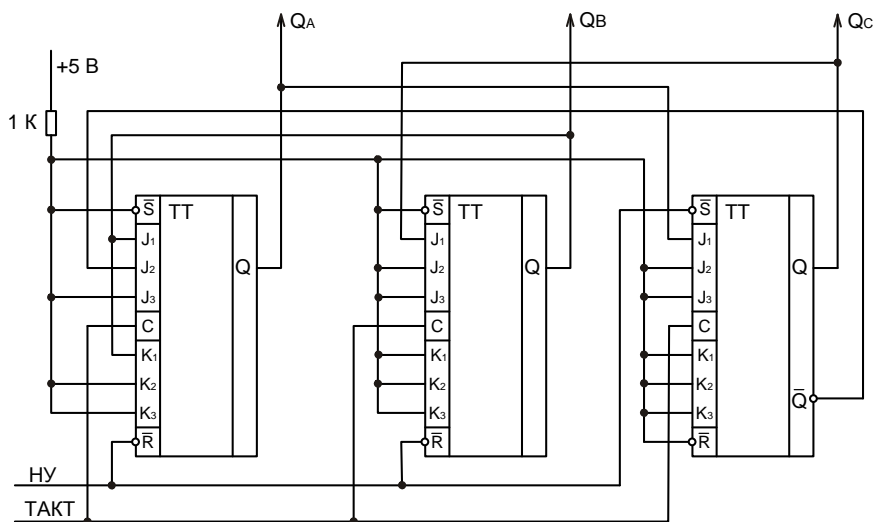 QA
QB
QC
+5 В
1 К
S TT
J1
J2
J3
C
K1
K2
K3
R
Q
S TT
J1
J2
J3
C
K1
K2
K3
R
Q
S TT
J1
J2
J3
C
K1
K2
K3
R
Q
Q
НУ
ТАКТ